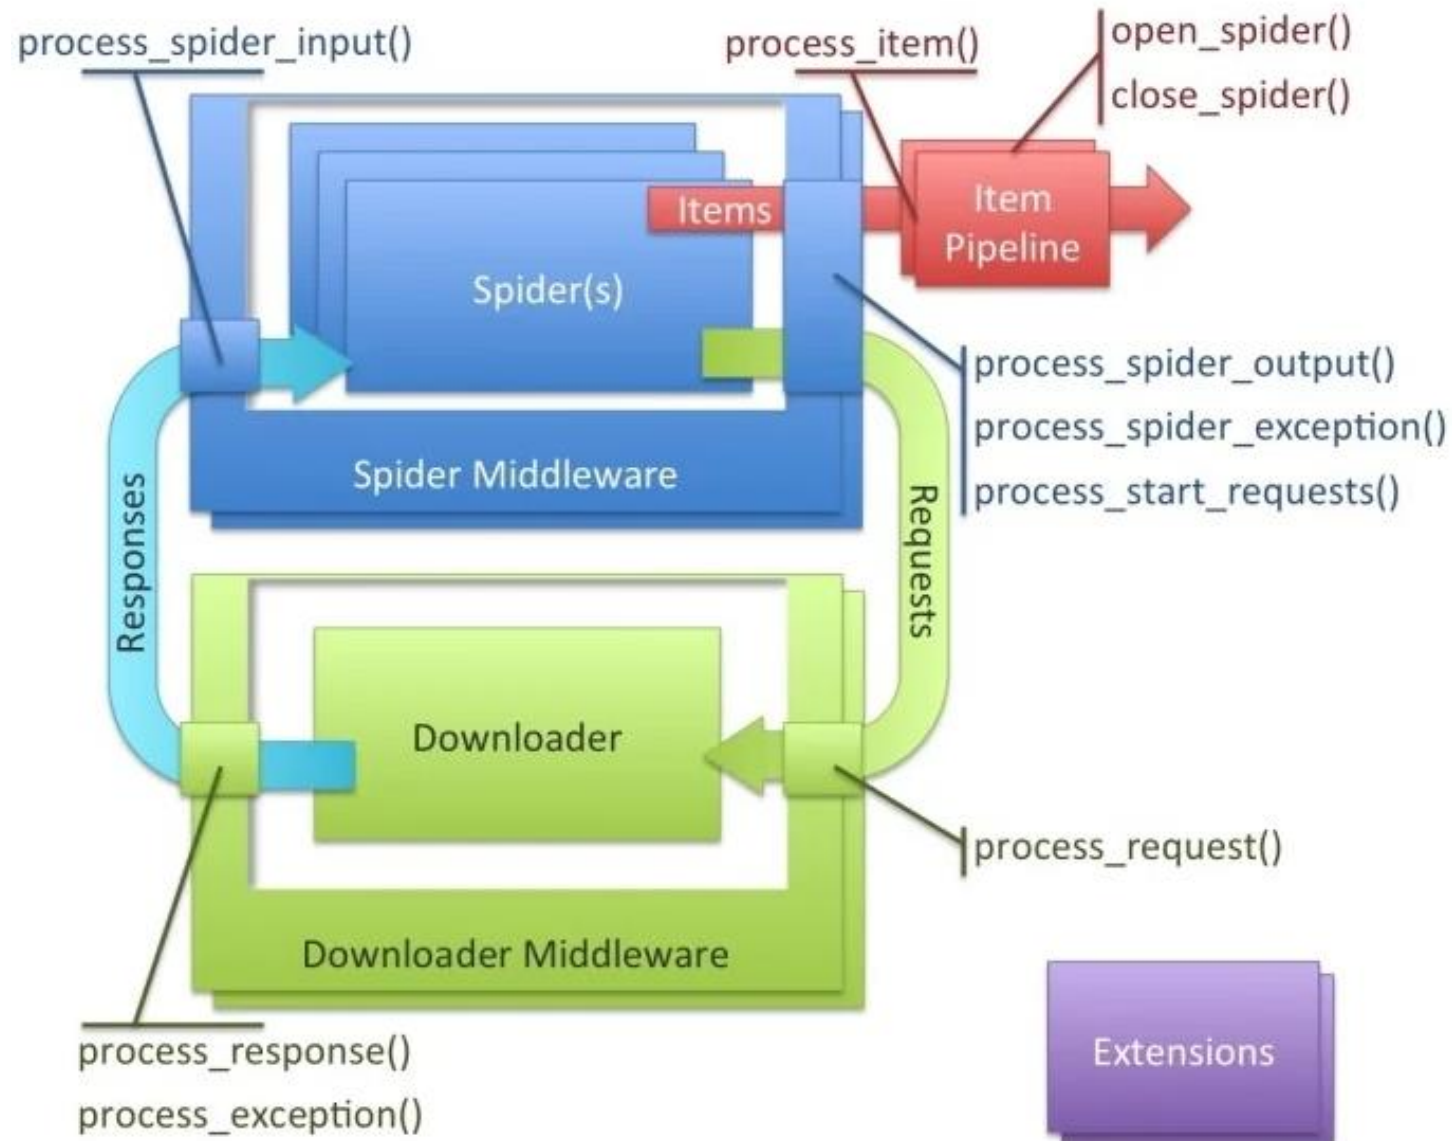 process_spider_input()
process_item()
open_spider()
close_spider()
Items
Item
Pipeline
Spider(s)
process_spider_output()
process_spider_exception()
process_start_requests()
Spider Middleware
Responses
Requests
Downloader
process_request()
Downloader Middleware
process_response()
process_exception()
Extensions